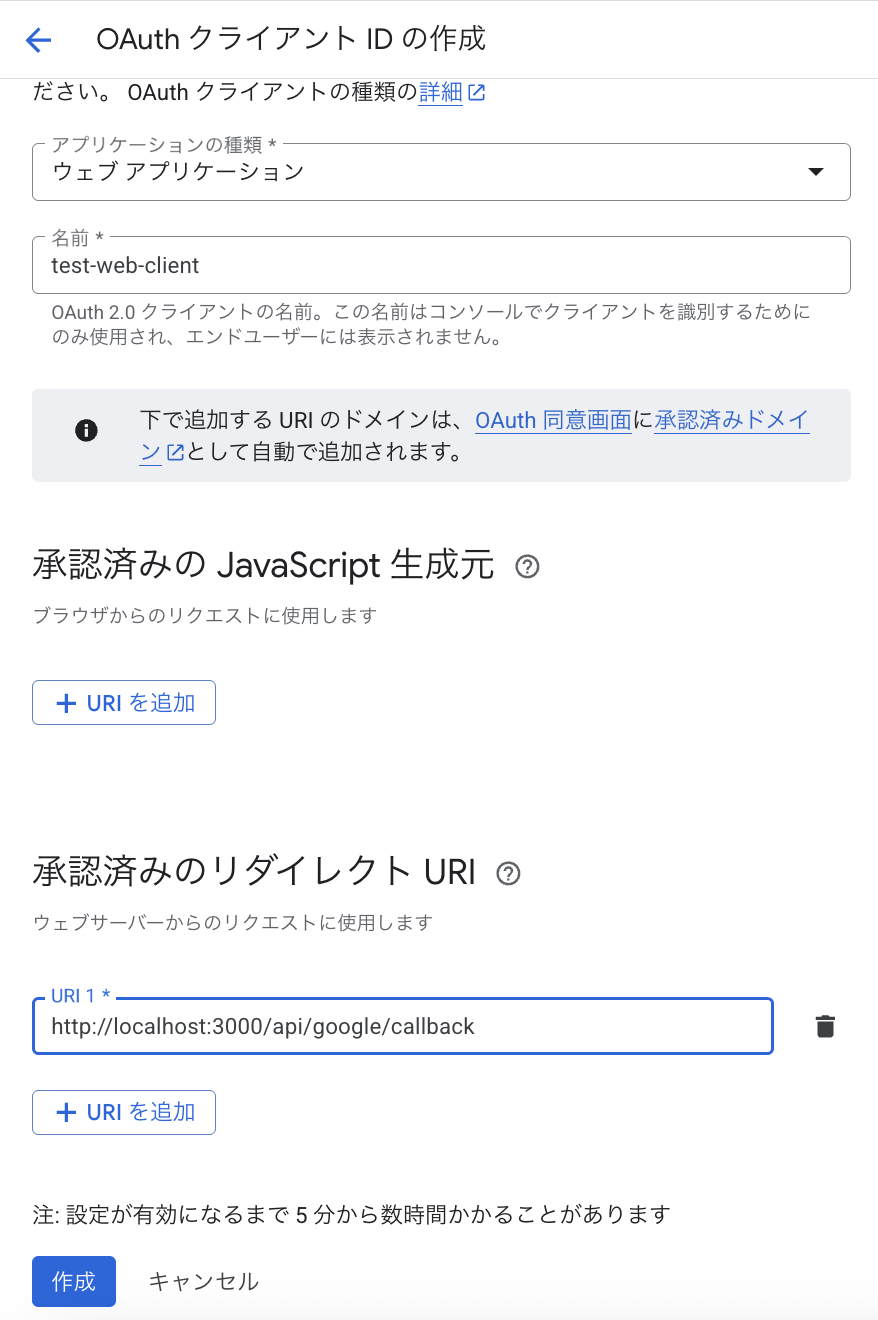 OAuth クライアント ID の作成
ださい。 OAuth クライアントの種類の詳細
アプリケーションの種類 *
ウェブ アプリケーション
名前 *
test-web-client
OAuth 2.0 クライアントの名前。この名前はコンソールでクライアントを識別するために
のみ使用され、エンドユーザーには表示されません。
下で追加する URI のドメインは、OAuth 同意画面に承認済みドメイ
ンとして自動で追加されます。
承認済みの JavaScript 生成元
ブラウザからのリクエストに使用します
+ URI を追加
承認済みのリダイレクト URI
ウェブサーバーからのリクエストに使用します
URI 1 *
http://localhost:3000/api/google/callback
+ URI を追加
注: 設定が有効になるまで 5 分から数時間かかることがあります
作成 キャンセル